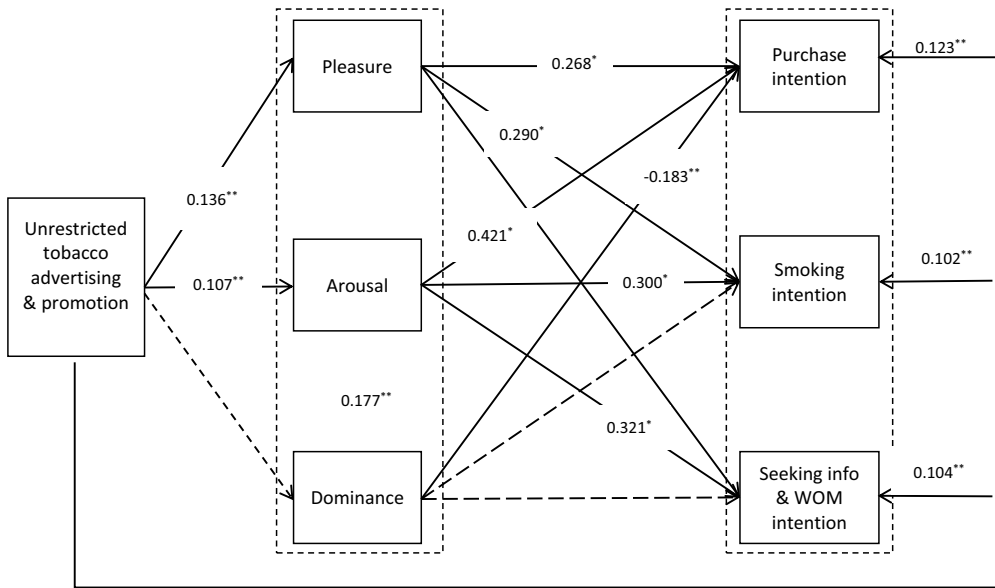 Pleasure
0.268*
Purchase
intention
0.123**
0.290*
-0.183**
0.136**
Unrestricted
tobacco
advertising
& promotion
0.107**
Arousal
0.421*
0.300*
Smoking
intention
0.102**
0.177**
0.321*
Dominance
Seeking info
& WOM
intention
0.104**